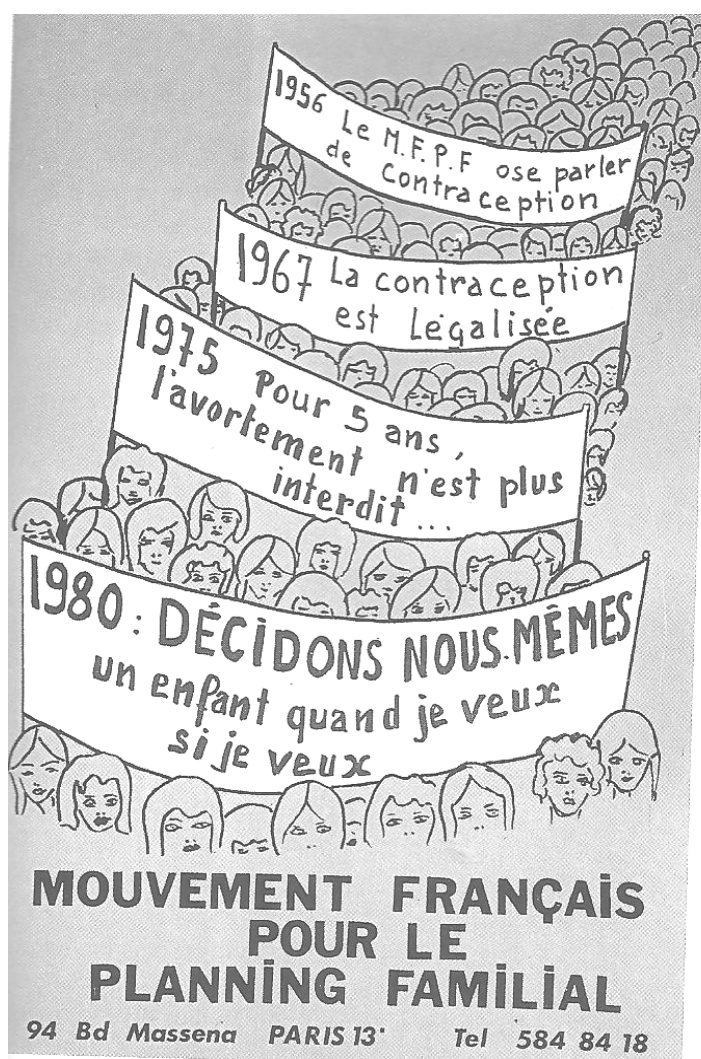 1956 Le M.F.P.F ose parler
de Contraception
1967 La contraception
est Légalisée
1975 Pour 5 ans,
l'avortement n'est plus
interdit...
1980 : DÉCIDONS NOUS-MÊMES
un enfant quand je veux
si je veux
MOUVEMENT FRANÇAIS
POUR LE
PLANNING FAMILIAL
94 Bd Massena PARIS 13° Tel 584 84 18